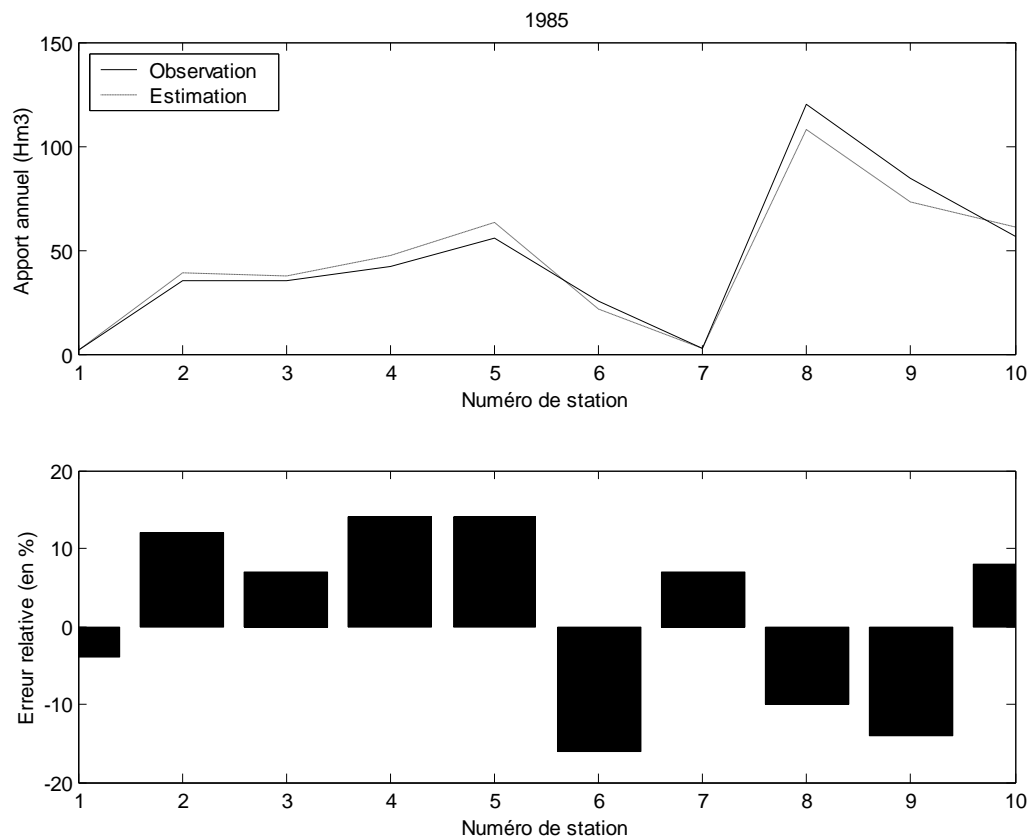 1985
150
100
50
0
Apport annuel (Hm3)
Observation
Estimation
1 2 3 4 5 6 7 8 9 10
Numéro de station
20
10
0
-10
-20
Erreur relative (en %)
1 2 3 4 5 6 7 8 9 10
Numéro de station